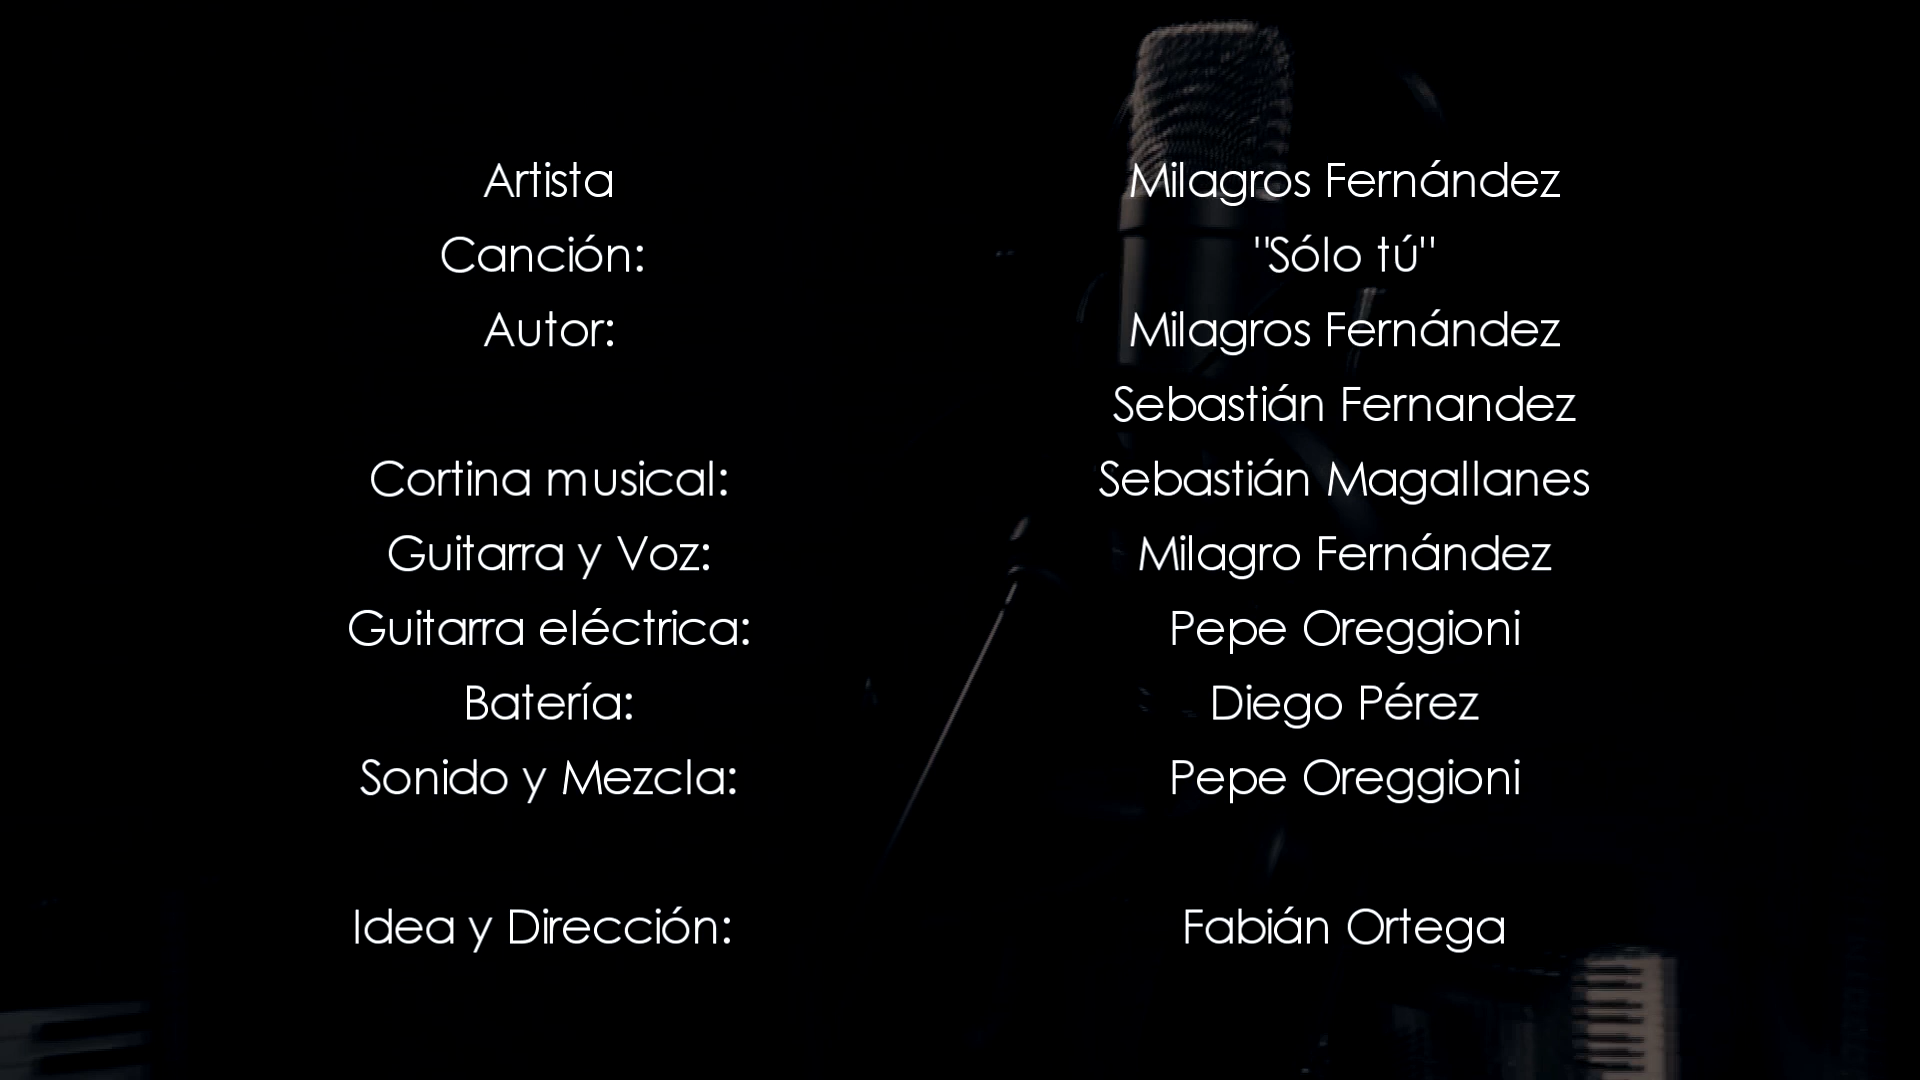 Artista Milagros Fernández
Canción: "Sólo tú"
Autor: Milagros Fernández
Sebastián Fernandez
Cortina musical: Sebastián Magallanes
Guitarra y Voz: Milagro Fernández
Guitarra eléctrica: Pepe Oreggioni
Batería: Diego Pérez
Sonido y Mezcla: Pepe Oreggioni
Idea y Dirección: Fabián Ortega